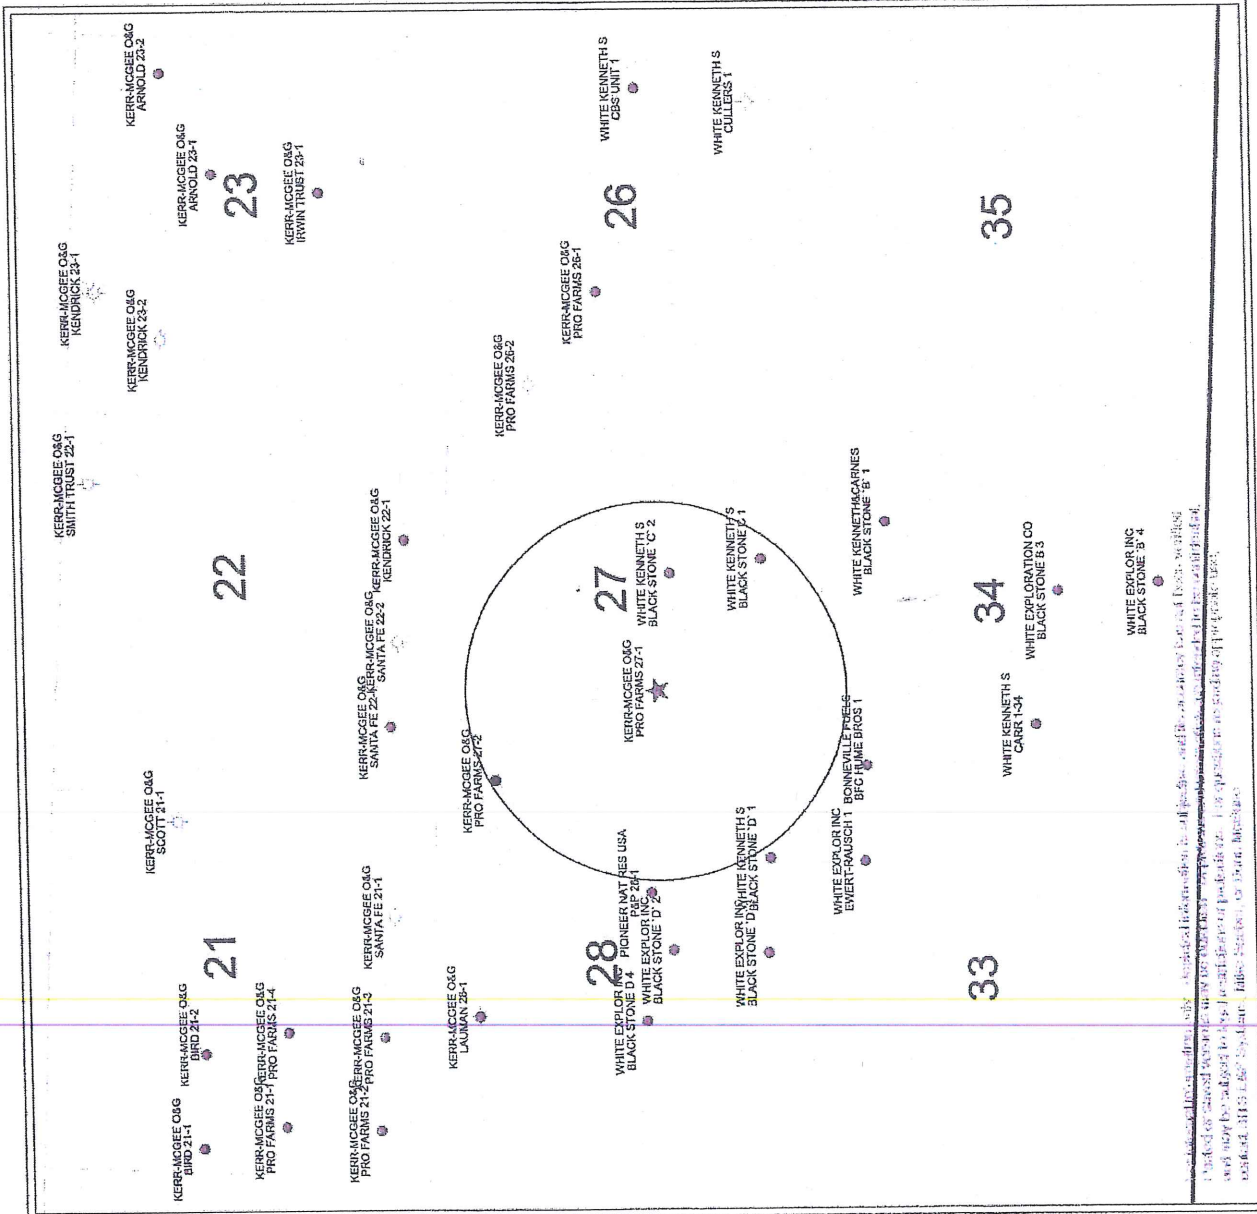 KERR-MCGEE O&G
SMITH TRUST 22-1
KERR-MCGEE O&G
KENDRICK 23-1
KERR-MCGEE O&G
ARNOLD 23-2
KERR-MCGEE O&G
KENDRICK 23-2
KERR-MCGEE O&G
SCOTT 21-1
KERR-MCGEE O&G
BIRD 21-1
KERR-MCGEE O&G
BIRD 21-2
KERR-MCGEE O&G
ARNOLD 23-1
21
22
23
KERR-MCGEE O&G
PRO FARMS 21-1
KERR-MCGEE O&G
PRO FARMS 21-4
KERR-MCGEE O&G
IRWIN TRUST 23-1
KERR-MCGEE O&G
PRO FARMS 21-2
KERR-MCGEE O&G
PRO FARMS 21-3
KERR-MCGEE O&G
SANTA FE 21-1
KERR-MCGEE O&G
SANTA FE 22-
KERR-MCGEE O&G
SANTA FE 22-2
KERR-MCGEE O&G
KENDRICK 22-1
KERR-MCGEE O&G
LAUMAN 28-1
KERR-MCGEE O&G
PRO FARMS 27-2
KERR-MCGEE O&G
PRO FARMS 26-2
KERR-MCGEE O&G
PRO FARMS 26-1
28
27
26
WHITE KENNETH S
CBS UNIT 1
WHITE EXPLOR INC
BLACK STONE D 4
PIONEER NAT RES USA
P&P 28-1
WHITE EXPLOR INC
BLACK STONE 'D' 2
KERR-MCGEE O&G
PRO FARMS 27-1
WHITE KENNETH S
BLACK STONE 'C' 2
WHITE KENNETH S
CULLERS 1
WHITE EXPLOR INC
BLACK STONE 'D'
WHITE KENNETH S
BLACK STONE 'D' 1
WHITE KENNETH S
BLACK STONE C 1
WHITE EXPLOR INC
EWERT-RAUSCH 1
BONNEVILLE FUELS
BFC HUME BROS 1
WHITE KENNETH&CARNES
BLACK STONE 'B' 1
33
34
35
WHITE KENNETH S
CARR 1-34
WHITE EXPLORATION CO
BLACK STONE B 3
WHITE EXPLOR INC
BLACK STONE 'B' 4